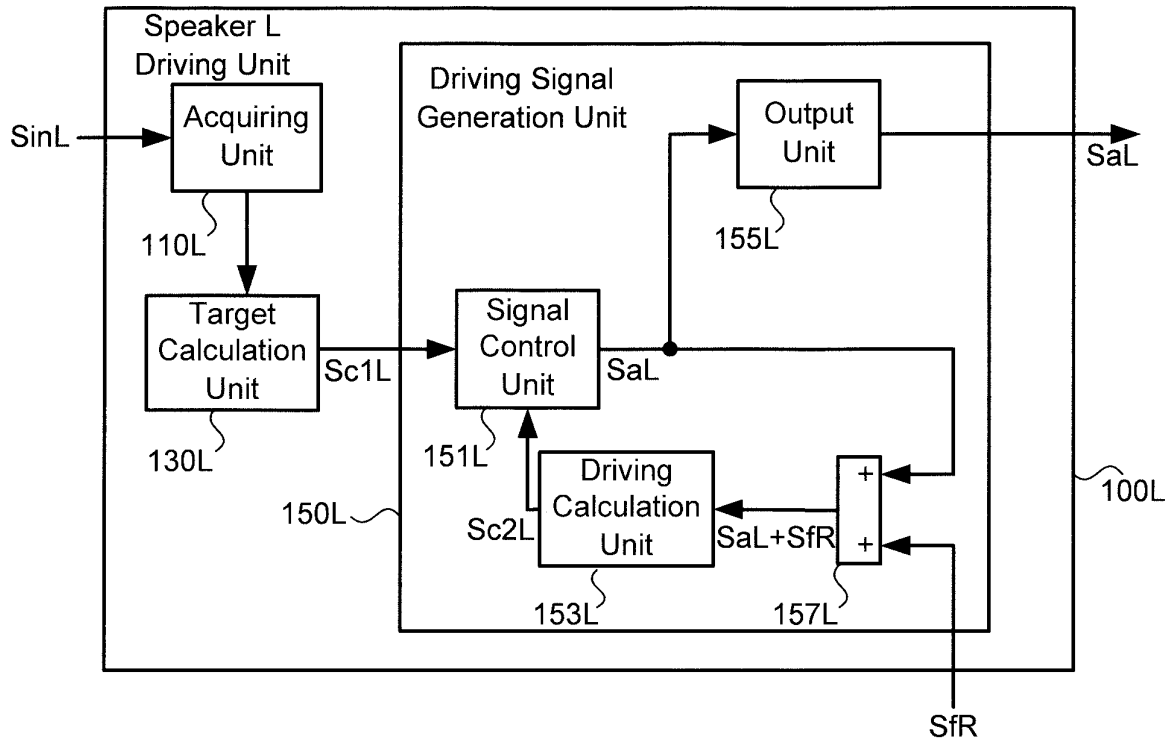 Speaker L
Driving Unit
Driving Signal
Generation Unit
SinL
Acquiring
Unit
110L
Output
Unit
155L
SaL
Target
Calculation
Unit
130L
Sc1L
Signal
Control
Unit
151L
SaL
Driving
Calculation
Unit
153L
Sc2L
SaL+SfR
+
+
157L
150L
100L
SfR